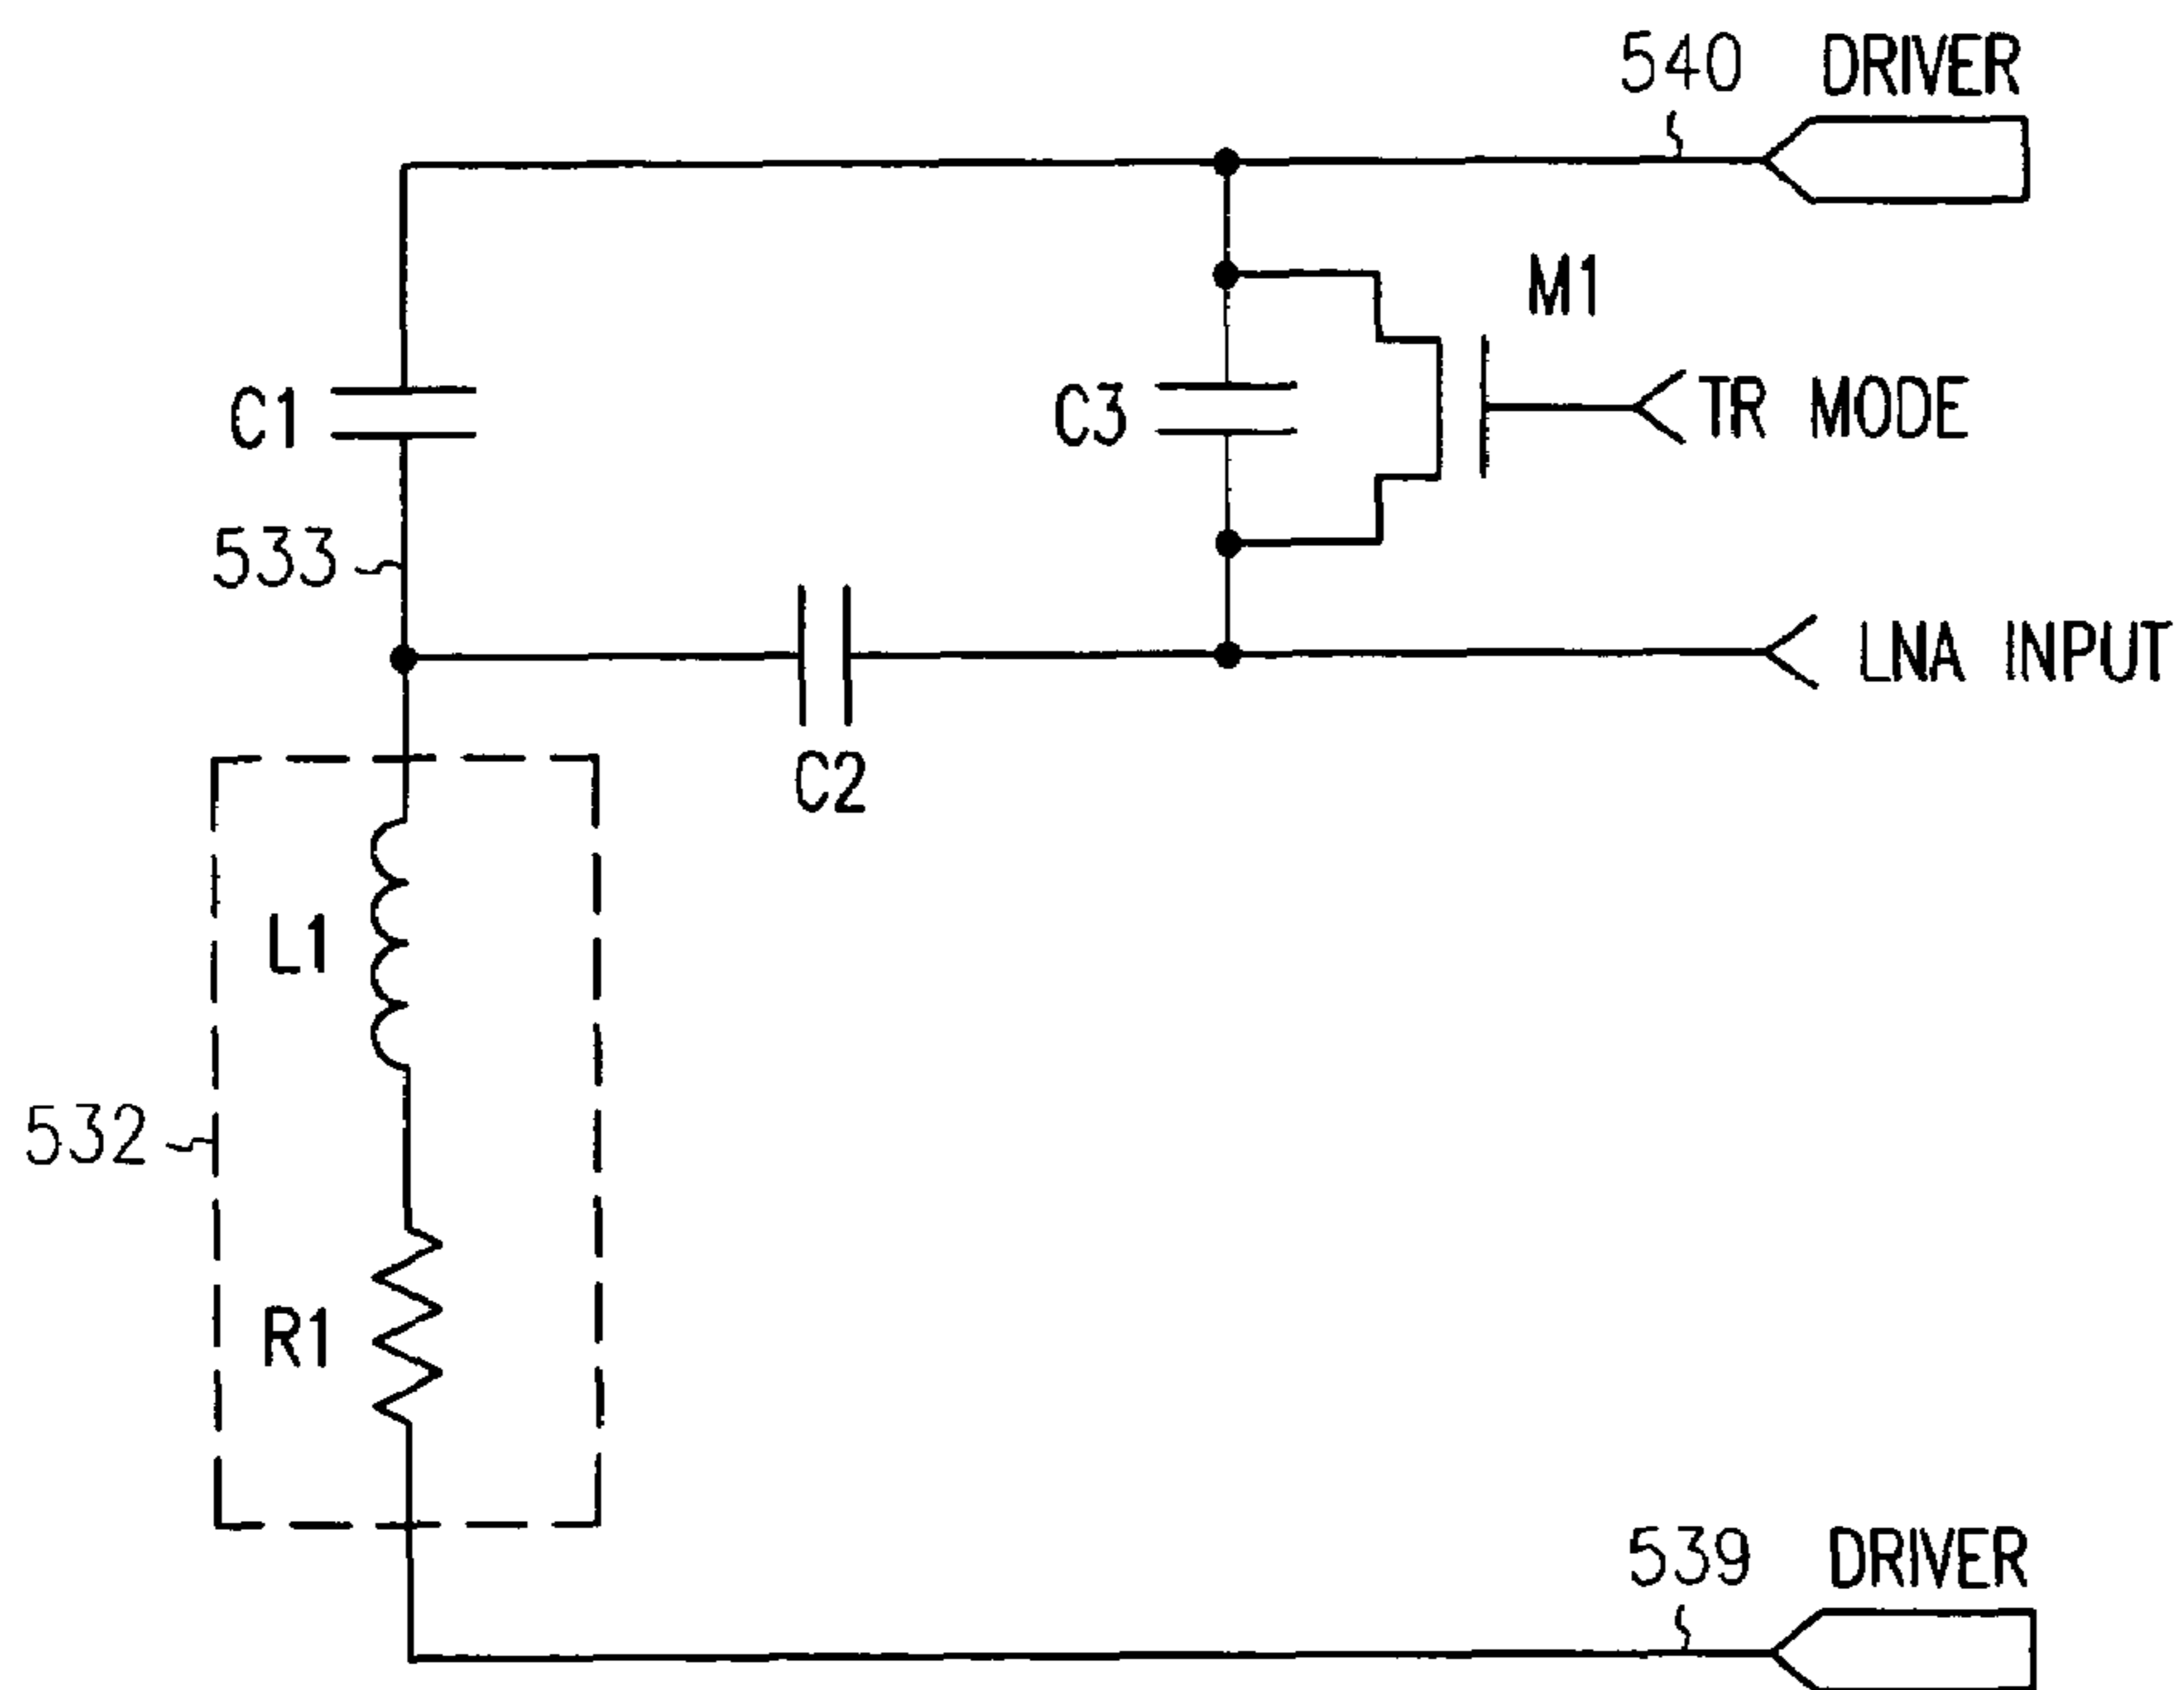 540 DRIVER
M1
C1
C3
TR MODE
533
LNA INPUT
C2
L1
532
R1
539 DRIVER